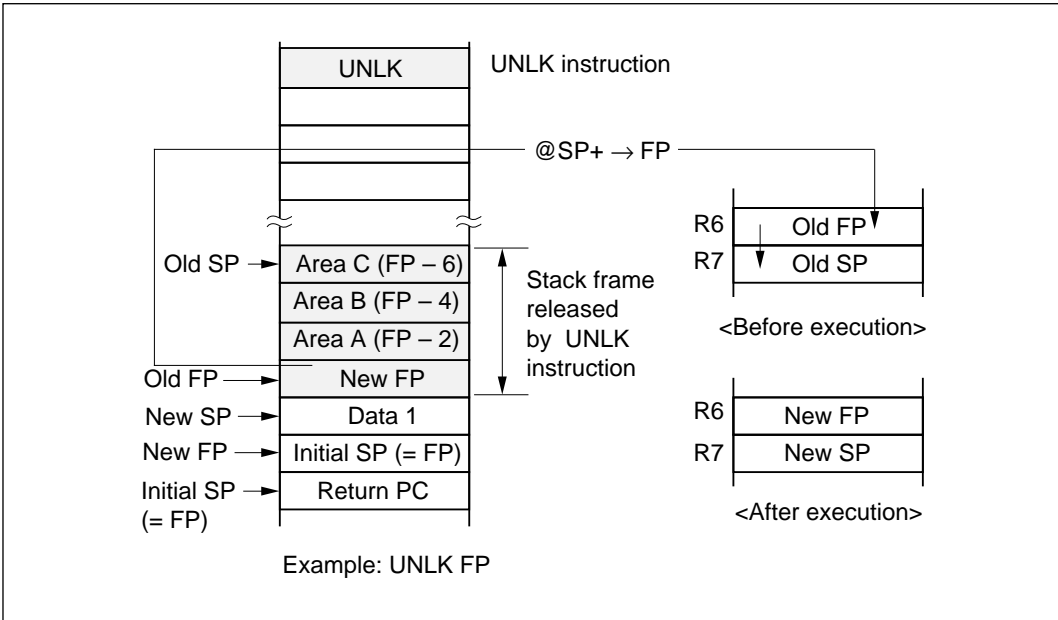 UNLK
UNLK instruction
@SP+ → FP
Old SP
Area C (FP – 6)
Area B (FP – 4)
Area A (FP – 2)
Old FP
New FP
New SP
Data 1
New FP
Initial SP (= FP)
Initial SP
(= FP)
Return PC
Stack frame
released
by UNLK
instruction
Example: UNLK FP
R6
Old FP
R7
Old SP
<Before execution>
R6
New FP
R7
New SP
<After execution>